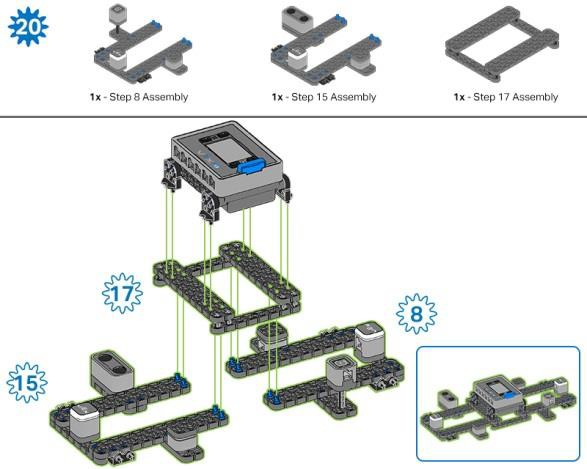 20
1x - Step 8 Assembly
1x - Step 15 Assembly
1x - Step 17 Assembly
17
8
15